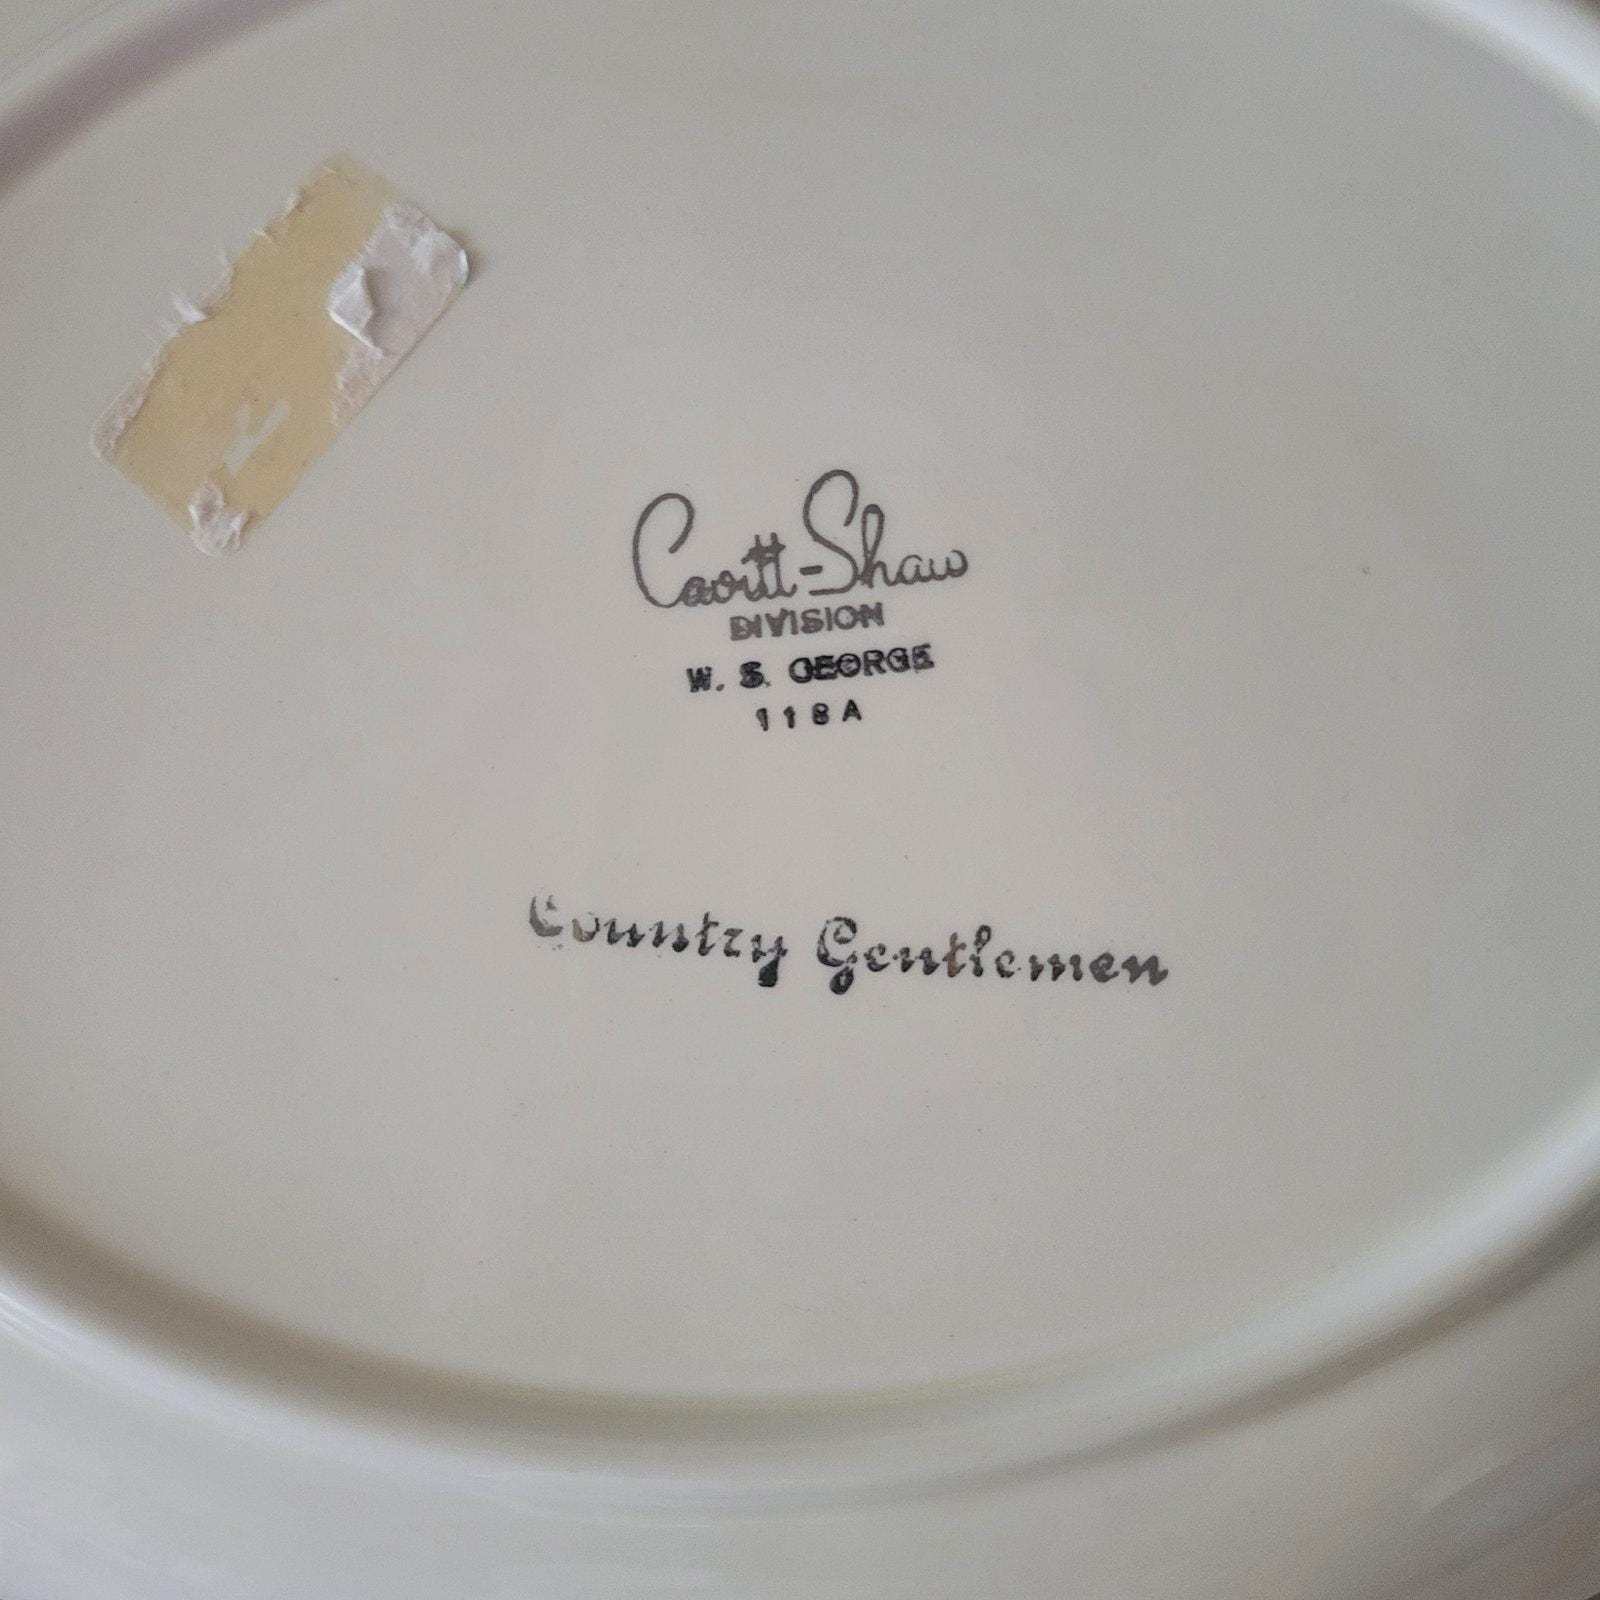 Cavitt-Shaw
DIVISION
W. S. GEORGE
118A
Country Gentlemen